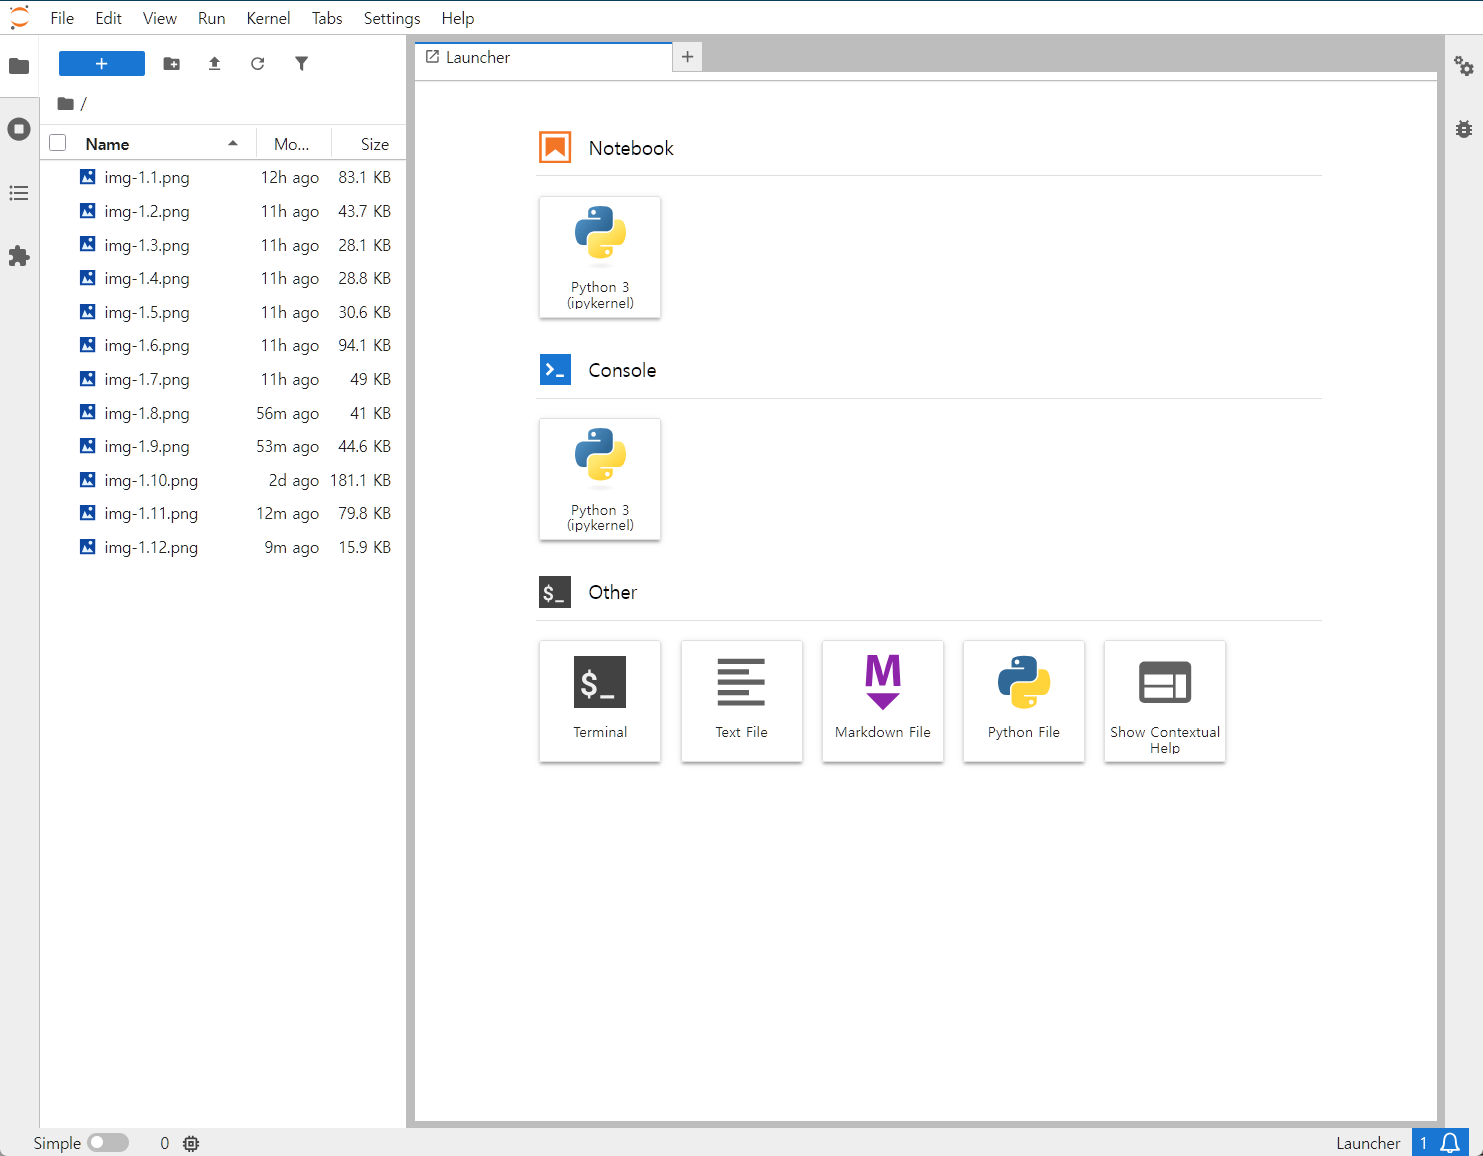 File Edit View Run Kernel Tabs Settings Help
Launcher
/
Name Mo... Size
img-1.1.png 12h ago 83.1 KB
img-1.2.png 11h ago 43.7 KB
img-1.3.png 11h ago 28.1 KB
img-1.4.png 11h ago 28.8 KB
img-1.5.png 11h ago 30.6 KB
img-1.6.png 11h ago 94.1 KB
img-1.7.png 11h ago 49 KB
img-1.8.png 56m ago 41 KB
img-1.9.png 53m ago 44.6 KB
img-1.10.png 2d ago 181.1 KB
img-1.11.png 12m ago 79.8 KB
img-1.12.png 9m ago 15.9 KB
Notebook
Python 3
(ipykernel)
Console
Python 3
(ipykernel)
$_ Other
$_
Terminal
Text File
M
Markdown File
Python File
Show Contextual
Help
Simple 0
Launcher 1